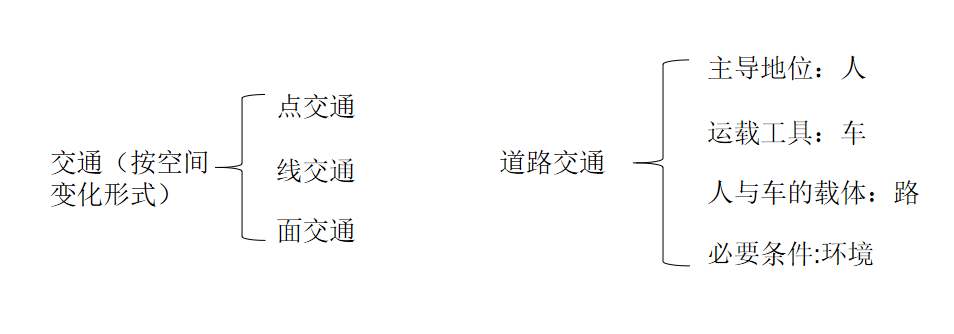 交通（按空间
变化形式）
点交通
线交通
面交通
道路交通
主导地位：人
运载工具：车
人与车的载体：路
必要条件:环境